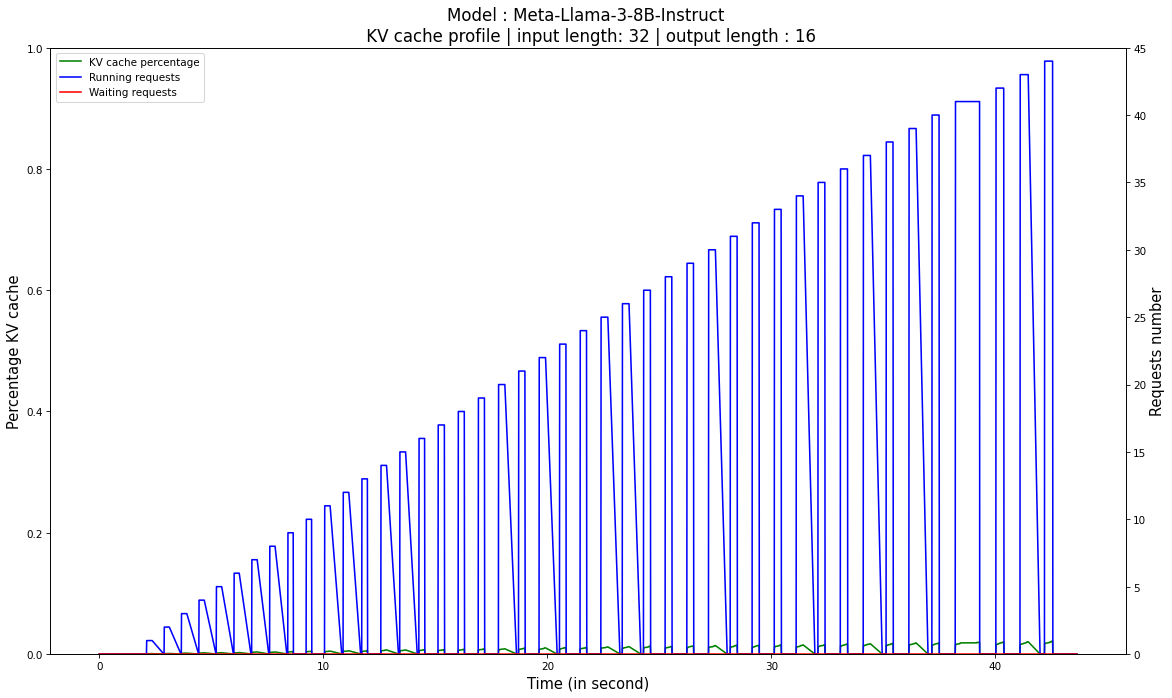 Model : Meta-Llama-3-8B-Instruct
KV cache profile | input length: 32 | output length : 16
KV cache percentage
Running requests
Waiting requests
1.0
0.8
0.6
0.4
0.2
0.0
Percentage KV cache
45
40
35
30
25
20
15
10
5
0
Requests number
0 10 20 30 40
Time (in second)